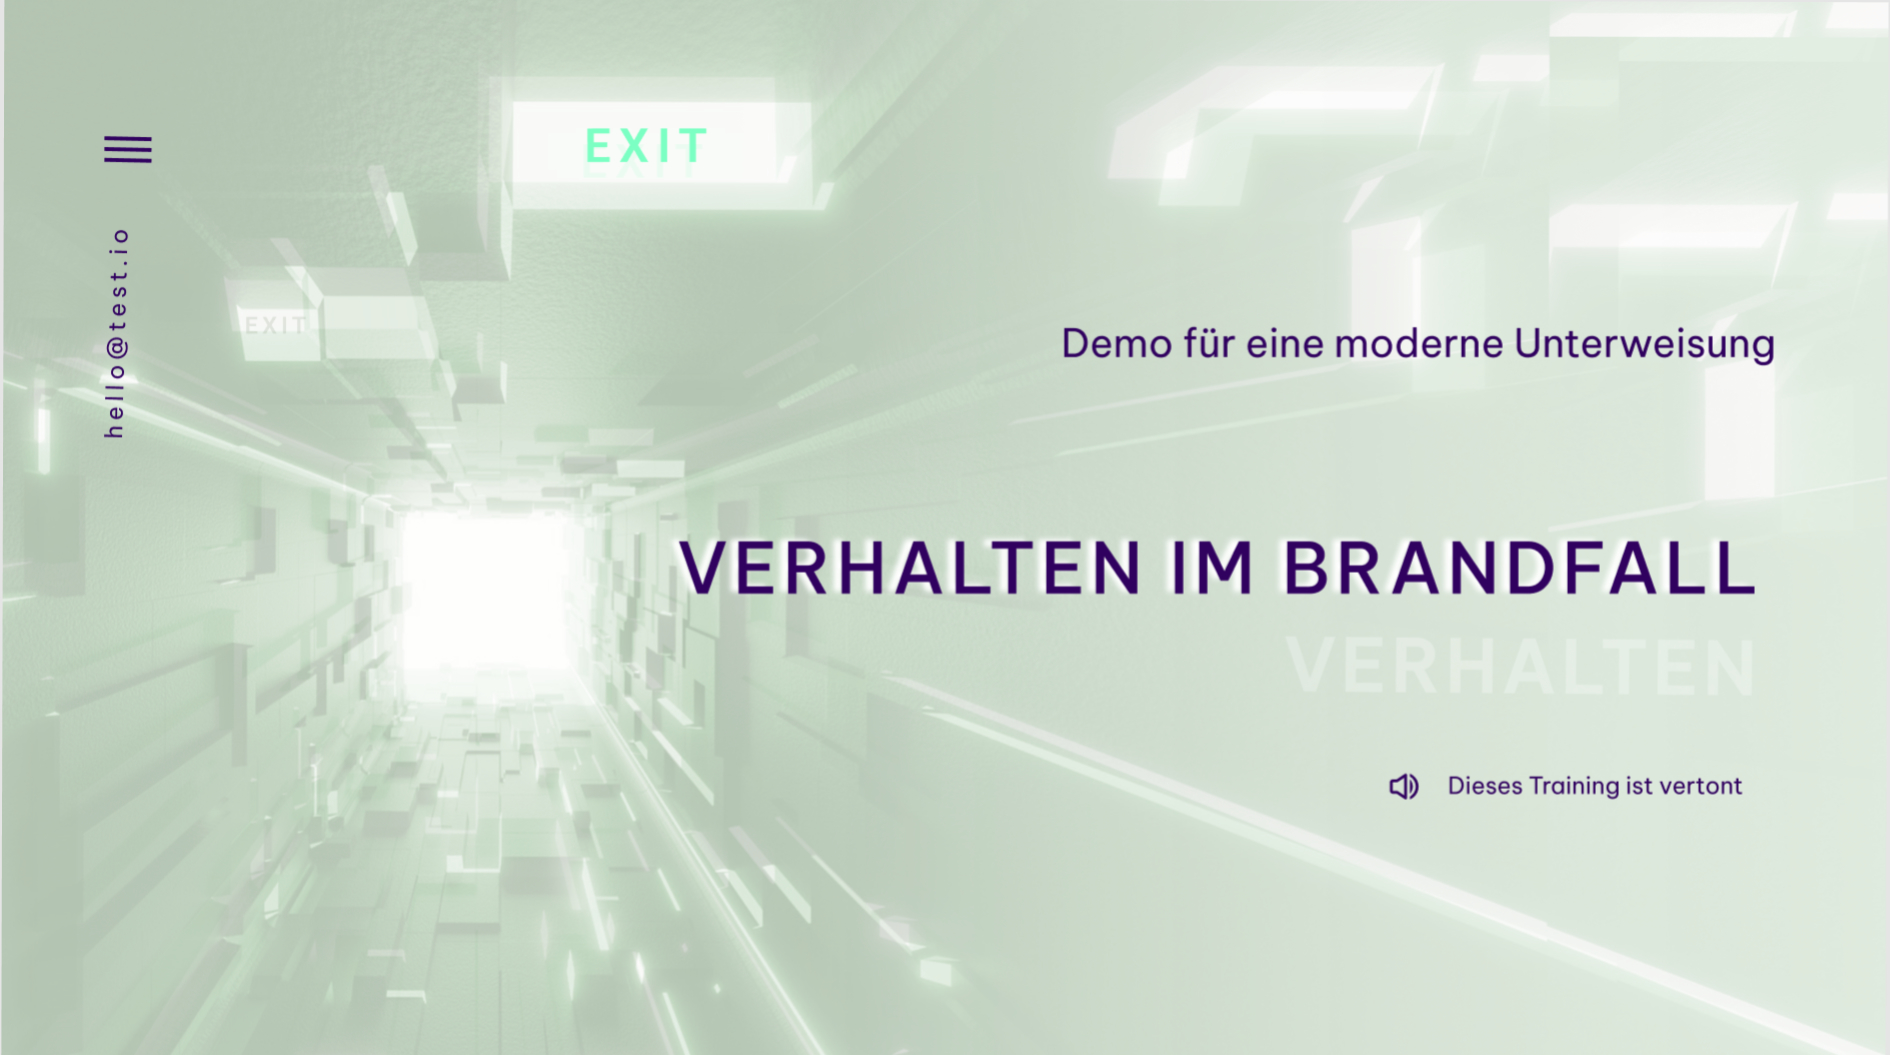 EXIT
EXIT
hello@test.io
Demo für eine moderne Unterweisung
VERHALTEN IM BRANDFALL
VERHALTEN
Dieses Training ist vertont